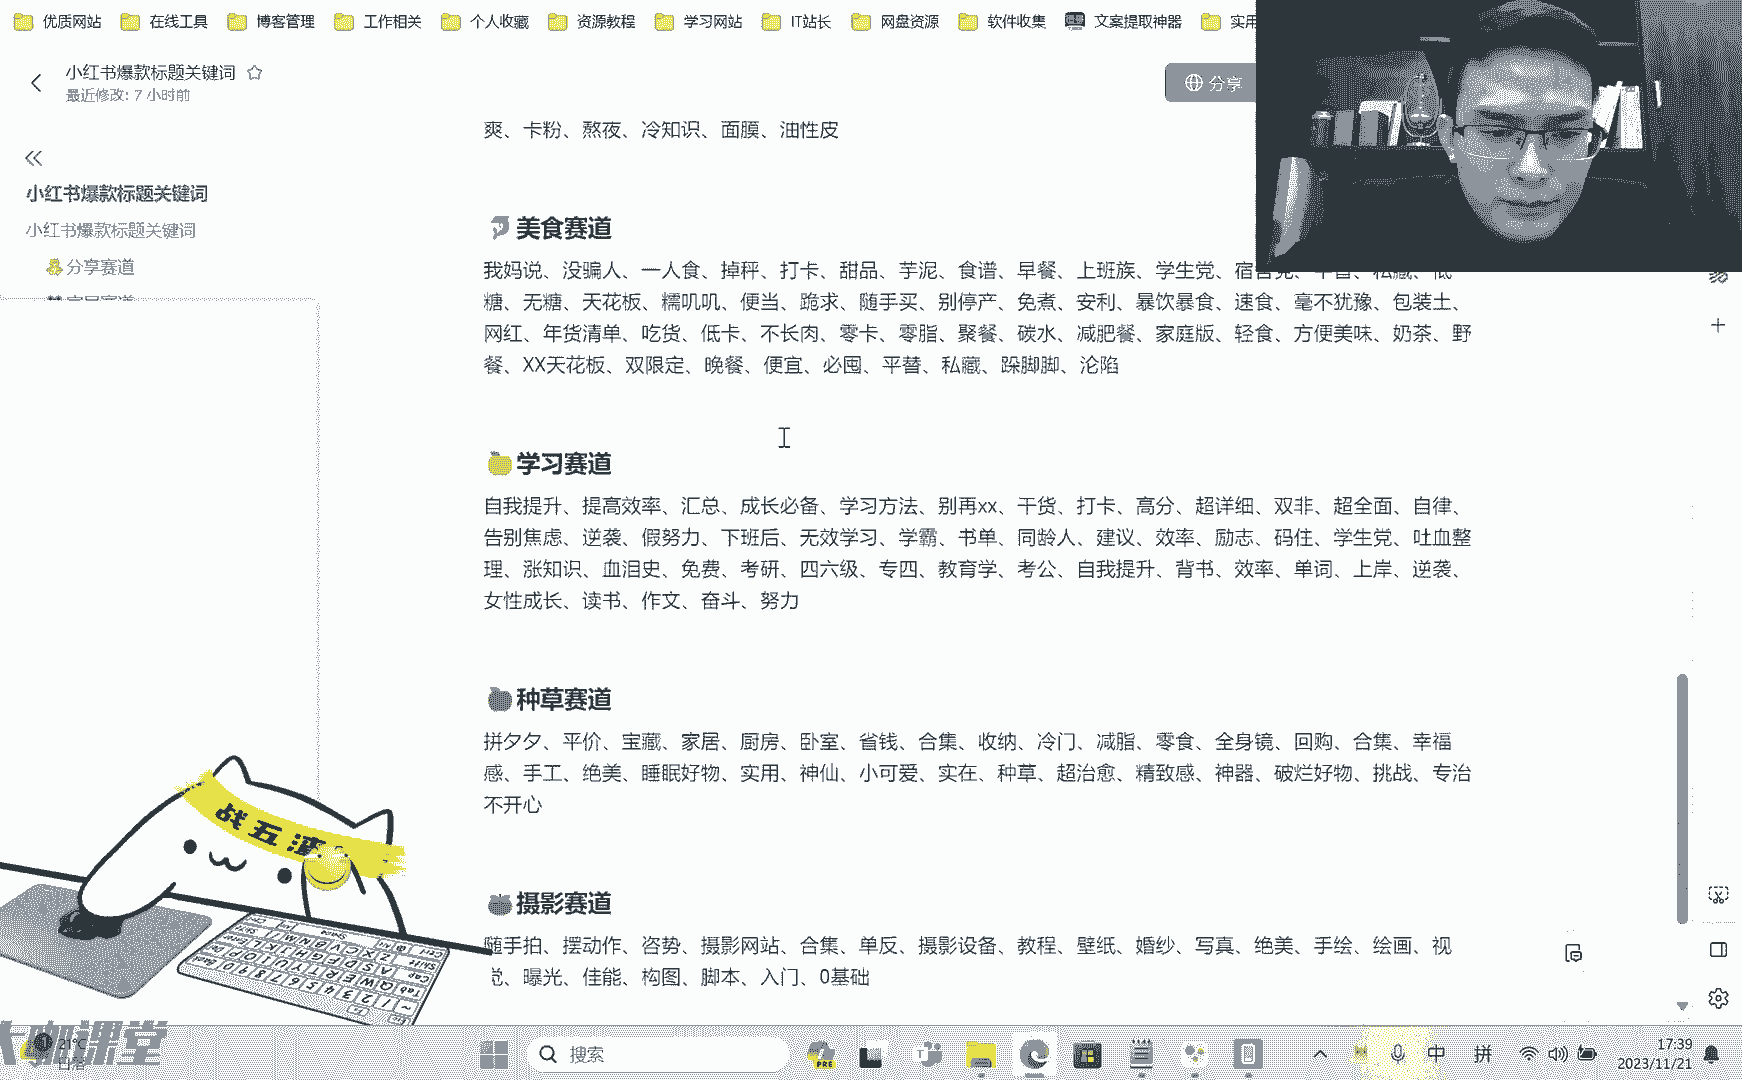 优质网站 在线工具 博客管理 工作相关 个人收藏 资源教程 学习网站 IT站长 网盘资源 软件收集 文案提取神器 实用
小红书爆款标题关键词
最近修改: 7 小时前
分享
小红书爆款标题关键词
小红书爆款标题关键词
分享赛道
爽、卡粉、熬夜、冷知识、面膜、油性皮
美食赛道
我妈说、没骗人、一人食、掉秤、打卡、甜品、芋泥、食谱、早餐、上班族、学生党、
糖、无糖、天花板、糯叽叽、便当、跪求、随手买、别停产、免煮、安利、暴饮暴食、速食、毫不犹豫、包装土、
网红、年货清单、吃货、低卡、不长肉、零卡、零脂、聚餐、碳水、减肥餐、家庭版、轻食、方便美味、奶茶、野
餐、XX天花板、双限定、晚餐、便宜、必囤、平替、私藏、跺脚脚、沦陷
学习赛道
自我提升、提高效率、汇总、成长必备、学习方法、别再xx、干货、打卡、高分、超详细、双非、超全面、自律、
告别焦虑、逆袭、假努力、下班后、无效学习、学霸、书单、同龄人、建议、效率、励志、码住、学生党、吐血整
理、涨知识、血泪史、免费、考研、四六级、专四、教育学、考公、自我提升、背书、效率、单词、上岸、逆袭、
女性成长、读书、作文、奋斗、努力
种草赛道
拼夕夕、平价、宝藏、家居、厨房、卧室、省钱、合集、收纳、冷门、减脂、零食、全身镜、回购、合集、幸福
感、手工、绝美、睡眠好物、实用、神仙、小可爱、实在、种草、超治愈、精致感、神器、破烂好物、挑战、专治
不开心
摄影赛道
随手拍、摆动作、咨势、摄影网站、合集、单反、摄影设备、教程、壁纸、婚纱、写真、绝美、手绘、绘画、视
觉、曝光、佳能、构图、脚本、入门、0基础
战五渣
咖课堂
21°C
搜索
PRE
中 拼
17:39
2023/11/21